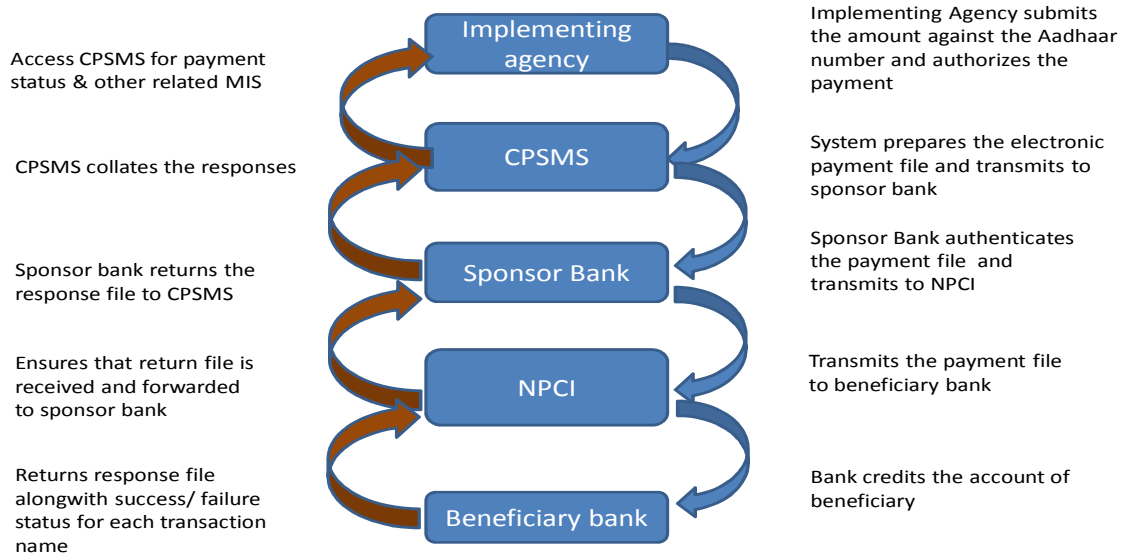 Implementing
agency
Access CPSMS for payment
status & other related MIS
Implementing Agency submits
the amount against the Aadhaar
number and authorizes the
payment
CPSMS
CPSMS collates the responses
System prepares the electronic
payment file and transmits to
sponsor bank
Sponsor Bank
Sponsor bank returns the
response file to CPSMS
Sponsor Bank authenticates
the payment file and
transmits to NPCI
NPCI
Ensures that return file is
received and forwarded
to sponsor bank
Transmits the payment file
to beneficiary bank
Beneficiary bank
Returns response file
alongwith success/ failure
status for each transaction
name
Bank credits the account of
beneficiary